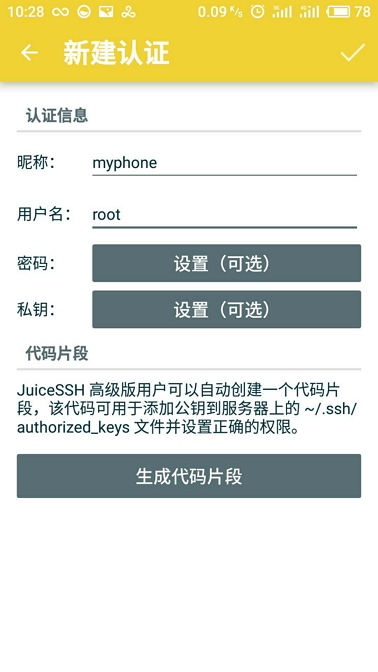 10:28 0.09 K/s 78
新建认证
认证信息
昵称： myphone
用户名： root
密码： 设置（可选）
私钥： 设置（可选）
代码片段
JuiceSSH 高级版用户可以自动创建一个代码片
段，该代码可用于添加公钥到服务器上的 ~/.ssh/
authorized_keys 文件并设置正确的权限。
生成代码片段